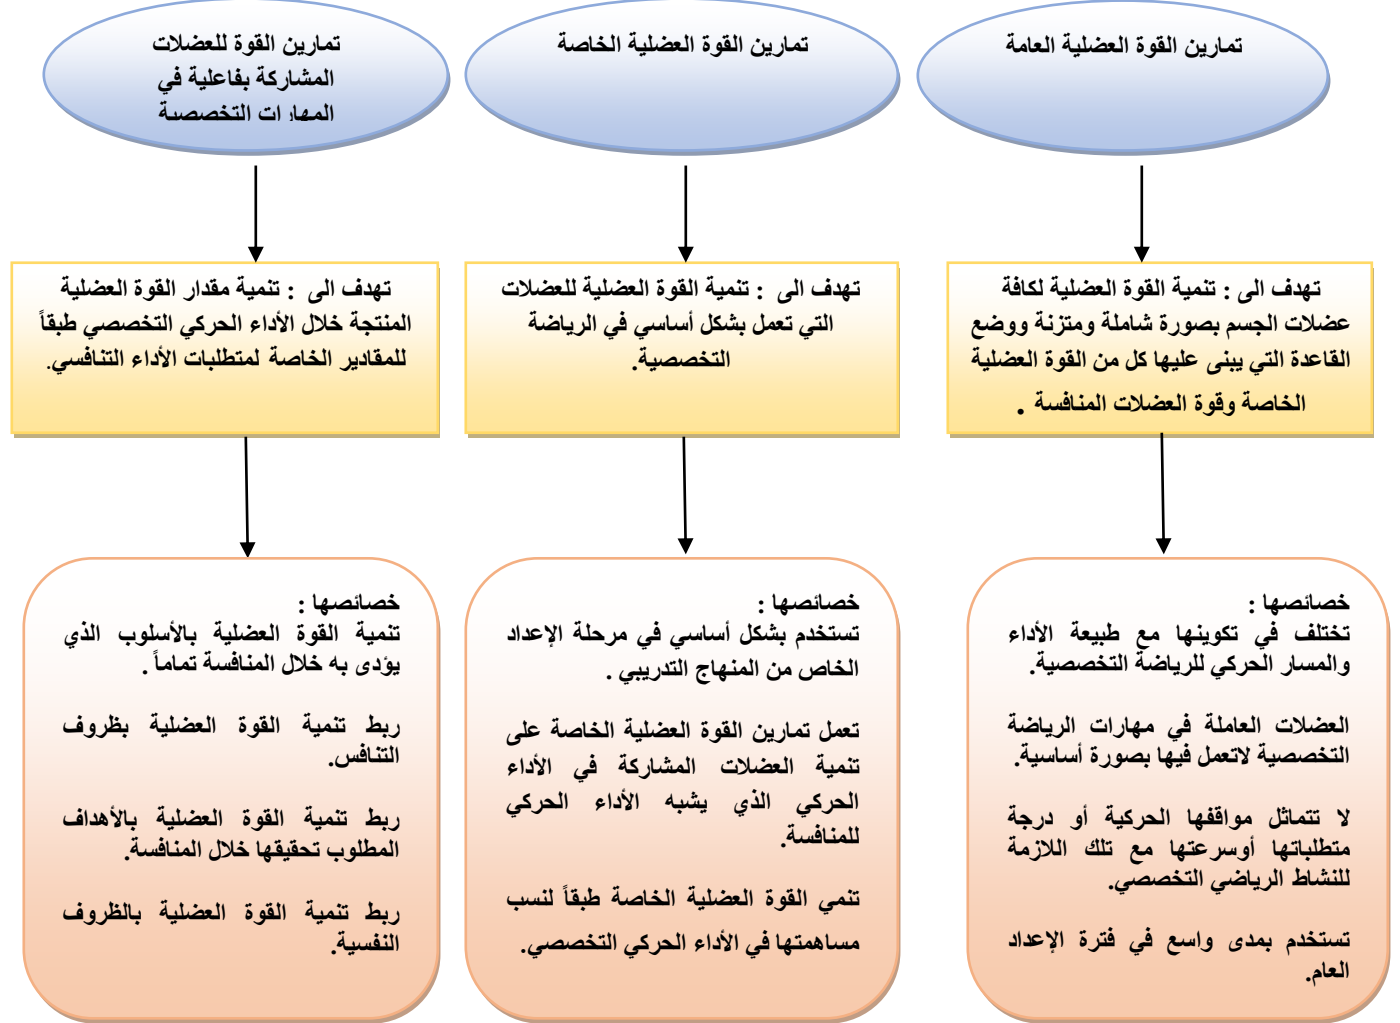 تمارين القوة العضلية العامة
تهدف الى : تنمية القوة العضلية لكافة
عضلات الجسم بصورة شاملة ومتزنة ووضع
القاعدة التي يبنى عليها كل من القوة العضلية
الخاصة وقوة العضلات المنافسة .
خصائصها :
تختلف في تكوينها مع طبيعة الأداء
والمسار الحركي للرياضة التخصصية.
العضلات العاملة في مهارات الرياضة
التخصصية لاتعمل فيها بصورة أساسية.
لا تتماثل مواقفها الحركية أو درجة
متطلباتها أوسرعتها مع تلك اللازمة
للنشاط الرياضي التخصصي.
تستخدم بمدى واسع في فترة الإعداد
العام.
تمارين القوة العضلية الخاصة
تهدف الى : تنمية القوة العضلية للعضلات
التي تعمل بشكل أساسي في الرياضة
التخصصية.
خصائصها :
تستخدم بشكل أساسي في مرحلة الإعداد
الخاص من المنهاج التدريبي .
تعمل تمارين القوة العضلية الخاصة على
تنمية العضلات المشاركة في الأداء
الحركي الذي يشبه الأداء الحركي
للمنافسة.
تنمي القوة العضلية الخاصة طبقاً لنسب
مساهمتها في الأداء الحركي التخصصي.
تمارين القوة للعضلات
المشاركة بفاعلية في
المهارات التخصصية
تهدف الى : تنمية مقدار القوة العضلية
المنتجة خلال الأداء الحركي التخصصي طبقاً
للمقادير الخاصة لمتطلبات الأداء التنافسي.
خصائصها :
تنمية القوة العضلية بالأسلوب الذي
يؤدى به خلال المنافسة تماماً .
ربط تنمية القوة العضلية بظروف
التنافس.
ربط تنمية القوة العضلية بالأهداف
المطلوب تحقيقها خلال المنافسة.
ربط تنمية القوة العضلية بالظروف
النفسية.